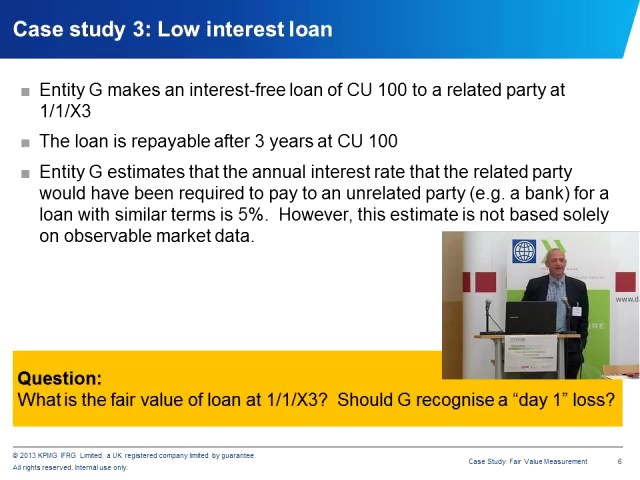 Case study 3: Low interest loan
Entity G makes an interest-free loan of CU 100 to a related party at
1/1/X3
The loan is repayable after 3 years at CU 100
Entity G estimates that the annual interest rate that the related party
would have been required to pay to an unrelated party (e.g. a bank) for a
loan with similar terms is 5%. However, this estimate is not based solely
on observable market data.
www.d
URE
Question:
What is the fair value of loan at 1/1/X3? Should G recognise a “day 1” loss?
© 2013 KPMG IFRG Limited, a UK registered company limited by guarantee.
All rights reserved. Internal use only.
Case Study: Fair Value Measurement 6